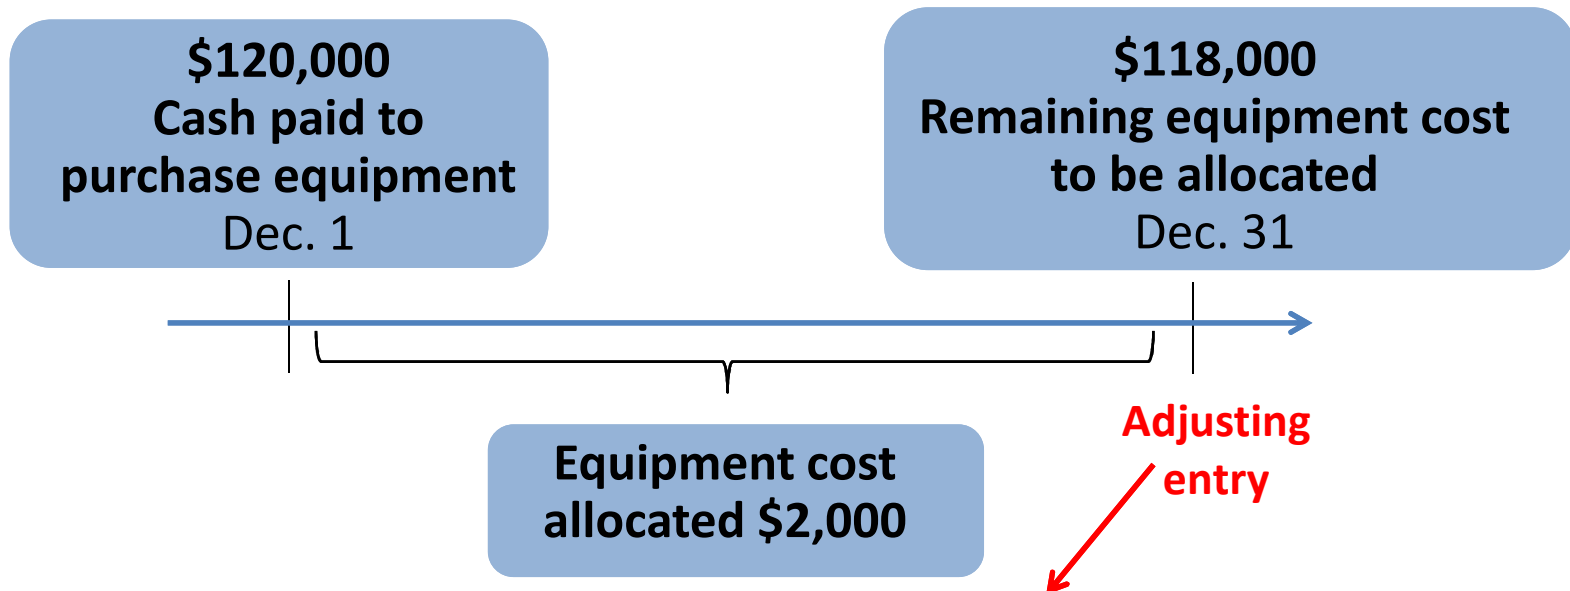 $120,000
Cash paid to
purchase equipment
Dec. 1
$118,000
Remaining equipment cost
to be allocated
Dec. 31
Equipment cost
allocated $2,000
Adjusting
entry